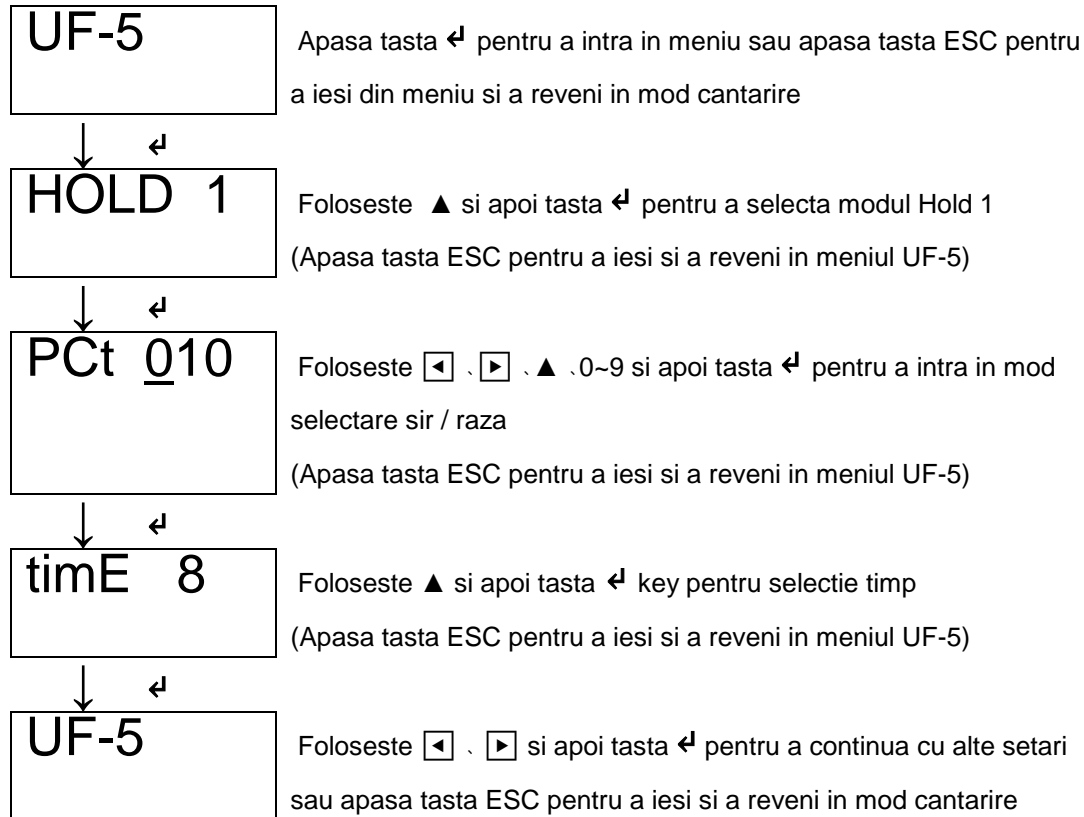 UF-5
Apasa tasta ↵ pentru a intra in meniu sau apasa tasta ESC pentru
a iesi din meniu si a reveni in mod cantarire
↓ ↵
HOLD 1
Foloseste ▲ si apoi tasta ↵ pentru a selecta modul Hold 1
(Apasa tasta ESC pentru a iesi si a reveni in meniul UF-5)
↓ ↵
PCt 010
Foloseste ◄ 、► 、▲ 、0~9 si apoi tasta ↵ pentru a intra in mod
selectare sir / raza
(Apasa tasta ESC pentru a iesi si a reveni in meniul UF-5)
↓ ↵
timE 8
Foloseste ▲ si apoi tasta ↵ key pentru selectie timp
(Apasa tasta ESC pentru a iesi si a reveni in meniul UF-5)
↓ ↵
UF-5
Foloseste ◄ 、► si apoi tasta ↵ pentru a continua cu alte setari
sau apasa tasta ESC pentru a iesi si a reveni in mod cantarire